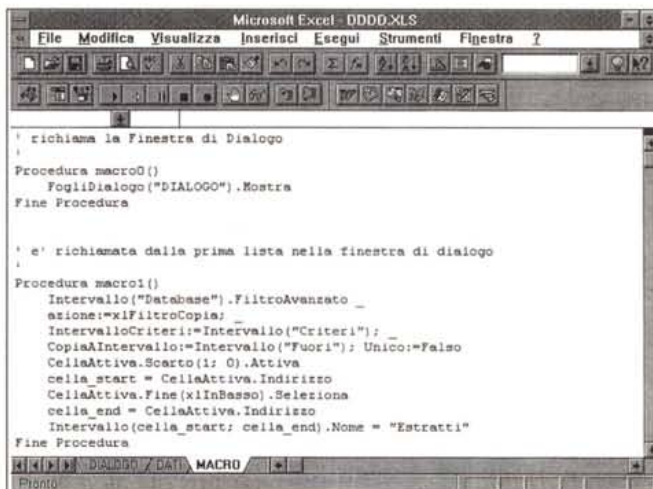 Microsoft Excel - DDDD.XLS
File Modifica Visualizza Inserisci Esegui Strumenti Finestra ?
' richiama la Finestra di Dialogo
'
Procedura macro0()
FogliDialogo("DIALOGO").Mostra
Fine Procedura
' e' richiamata dalla prima lista nella finestra di dialogo
'
Procedura macro1()
Intervallo("Database").FiltroAvanzato _
azione:=xlFiltroCopia; _
IntervalloCriteri:=Intervallo("Criteri"); _
CopiaAIntervallo:=Intervallo("Fuori"); Unico:=Falso
CellaAttiva.Scarto(1; 0).Attiva
cella_start = CellaAttiva.Indirizzo
CellaAttiva.Fine(xlInBasso).Seleziona
cella_end = CellaAttiva.Indirizzo
Intervallo(cella_start; cella_end).Nome = "Estratti"
Fine Procedura
DIALOGO / DATI \ MACRO /
Pronto